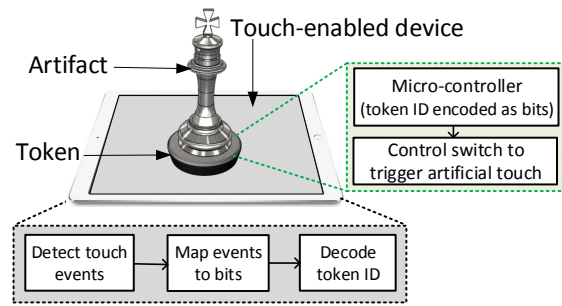 Touch-enabled device
Artifact
Token
Micro-controller
(token ID encoded as bits)
Control switch to
trigger artificial touch
Detect touch
events
Map events
to bits
Decode
token ID